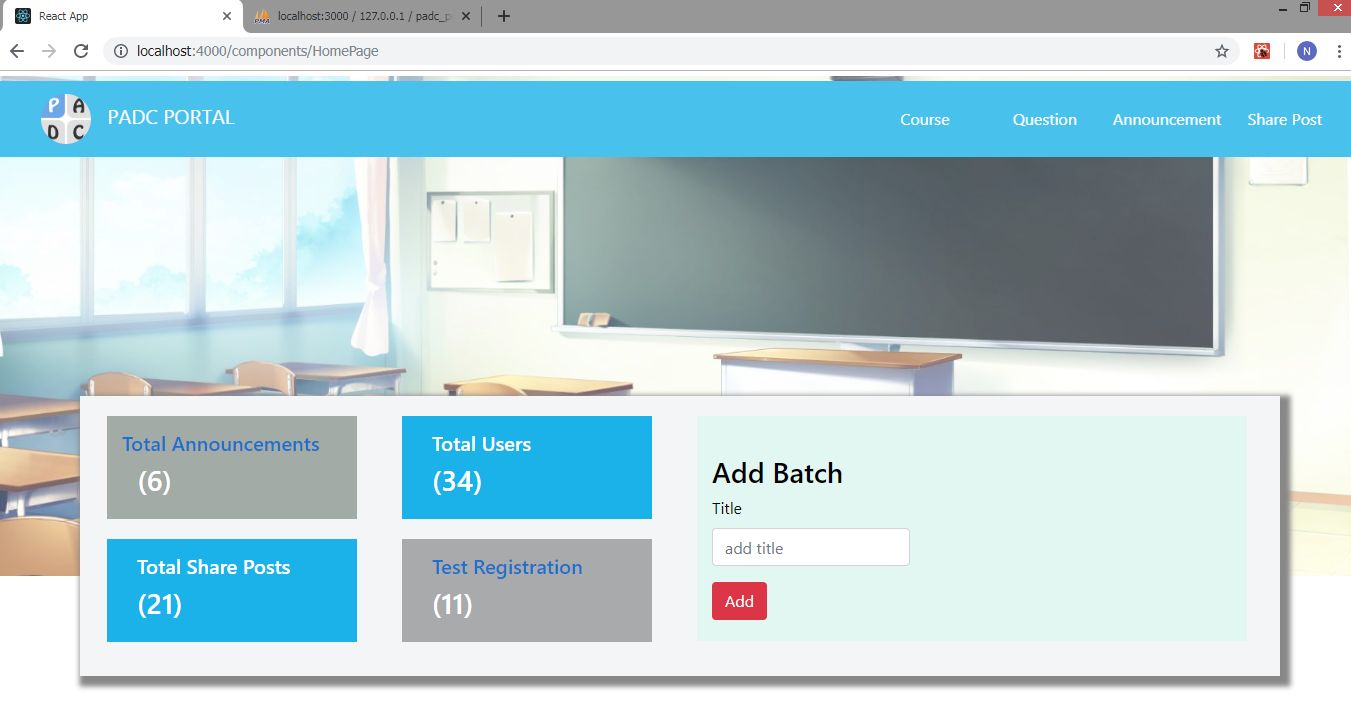 React App
localhost:3000 / 127.0.0.1 / padc_p
localhost:4000/components/HomePage
N
P A
D C
PADC PORTAL
Course
Question
Announcement
Share Post
Total Announcements
(6)
Total Users
(34)
Total Share Posts
(21)
Test Registration
(11)
Add Batch
Title
add title
Add